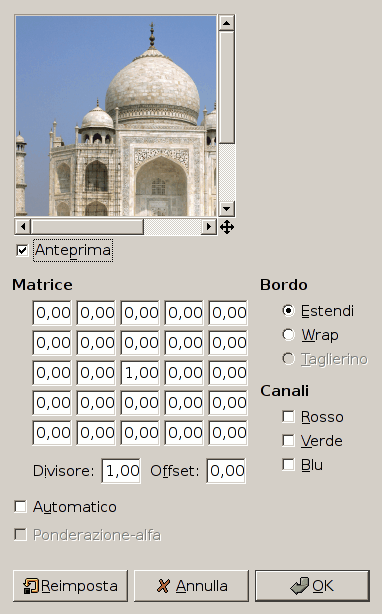 Anteprima
Matrice
0,00 0,00 0,00 0,00 0,00
0,00 0,00 0,00 0,00 0,00
0,00 0,00 1,00 0,00 0,00
0,00 0,00 0,00 0,00 0,00
0,00 0,00 0,00 0,00 0,00
Divisore: 1,00 Offset: 0,00
Automatico
Ponderazione-alfa
Bordo
Estendi
Wrap
Taglierino
Canali
Rosso
Verde
Blu
Reimposta Annulla OK